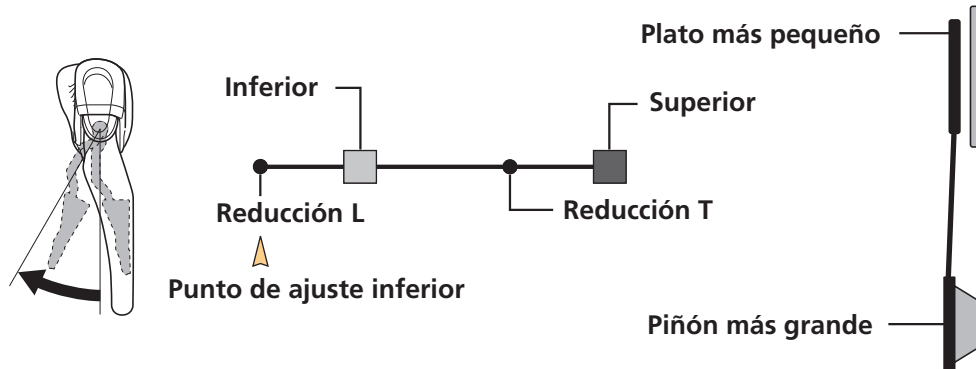 Plato más pequeño
Inferior
Superior
Reducción L
Reducción T
Punto de ajuste inferior
Piñón más grande